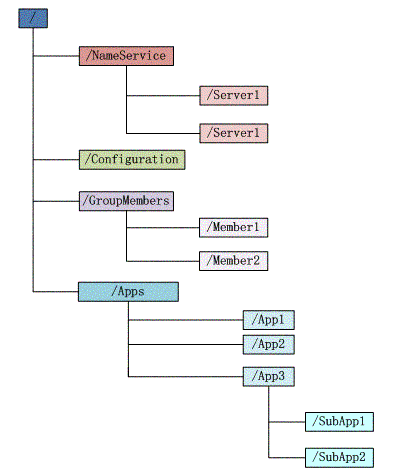 /
/NameService
/Server1
/Server1
/Configuration
/GroupMembers
/Member1
/Member2
/Apps
/App1
/App2
/App3
/SubApp1
/SubApp2